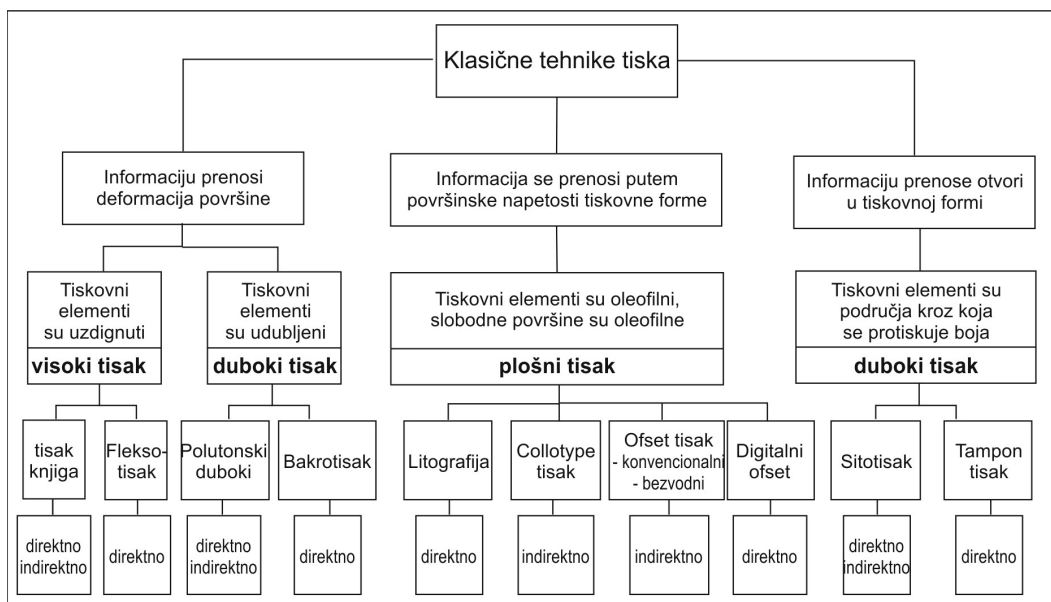 Klasične tehnike tiska
Informaciju prenosi
deformacija površine
Informacija se prenosi putem
površinske napetosti tiskovne forme
Informaciju prenose otvori
u tiskovnoj formi
Tiskovni
elementi
su uzdignuti
visoki tisak
Tiskovni
elementi
su udubljeni
duboki tisak
Tiskovni elementi su oleofilni,
slobodne površine su oleofilne
plošni tisak
Tiskovni elementi su
područja kroz koja
se protiskuje boja
duboki tisak
tisak
knjiga
Flekso-
tisak
Polutonski
duboki
Bakrotisak
Litografija
Collotype
tisak
Ofset tisak
- konvencionalni
- bezvodni
Digitalni
ofset
Sitotisak
Tampon
tisak
direktno
indirektno
direktno
direktno
indirektno
direktno
direktno
indirektno
indirektno
direktno
direktno
indirektno
direktno